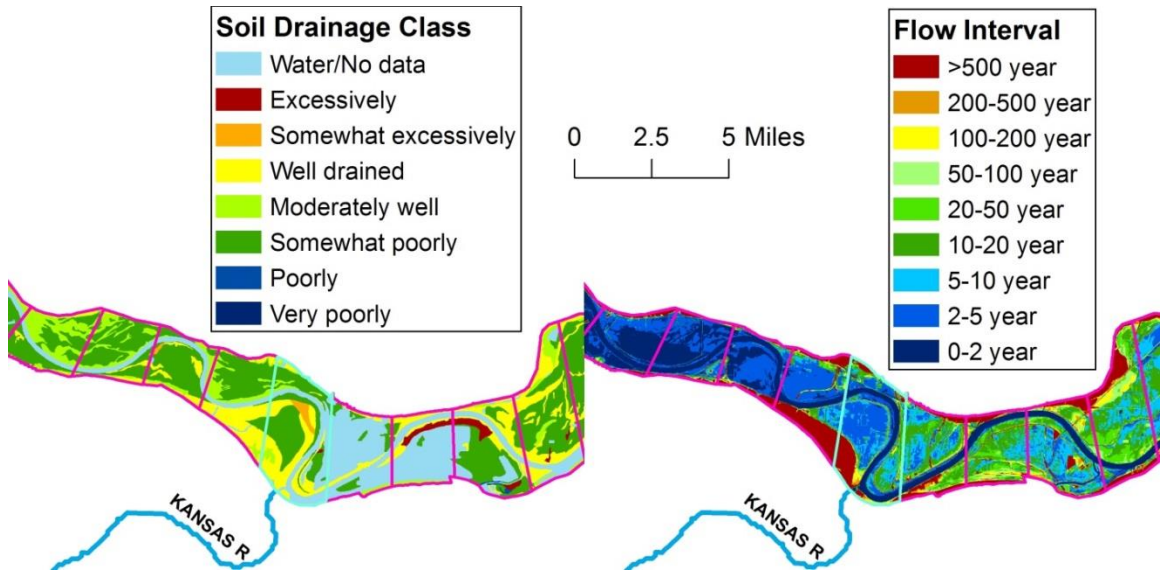 Soil Drainage Class
Water/No data
Excessively
Somewhat excessively
Well drained
Moderately well
Somewhat poorly
Poorly
Very poorly
0 2.5 5 Miles
Flow Interval
>500 year
200-500 year
100-200 year
50-100 year
20-50 year
10-20 year
5-10 year
2-5 year
0-2 year
KANSAS R
KANSAS R